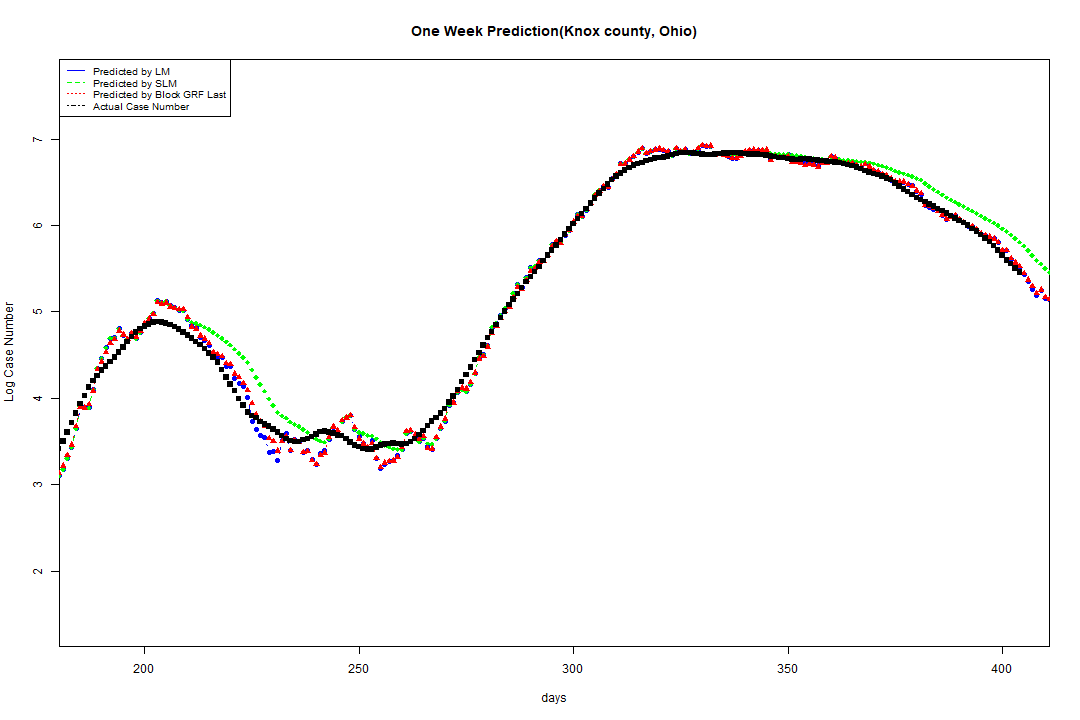 One Week Prediction(Knox county, Ohio)
Predicted by LM
Predicted by SLM
Predicted by Block GRF Last
Actual Case Number
7
6
5
4
3
2
Log Case Number
200 250 300 350 400
days